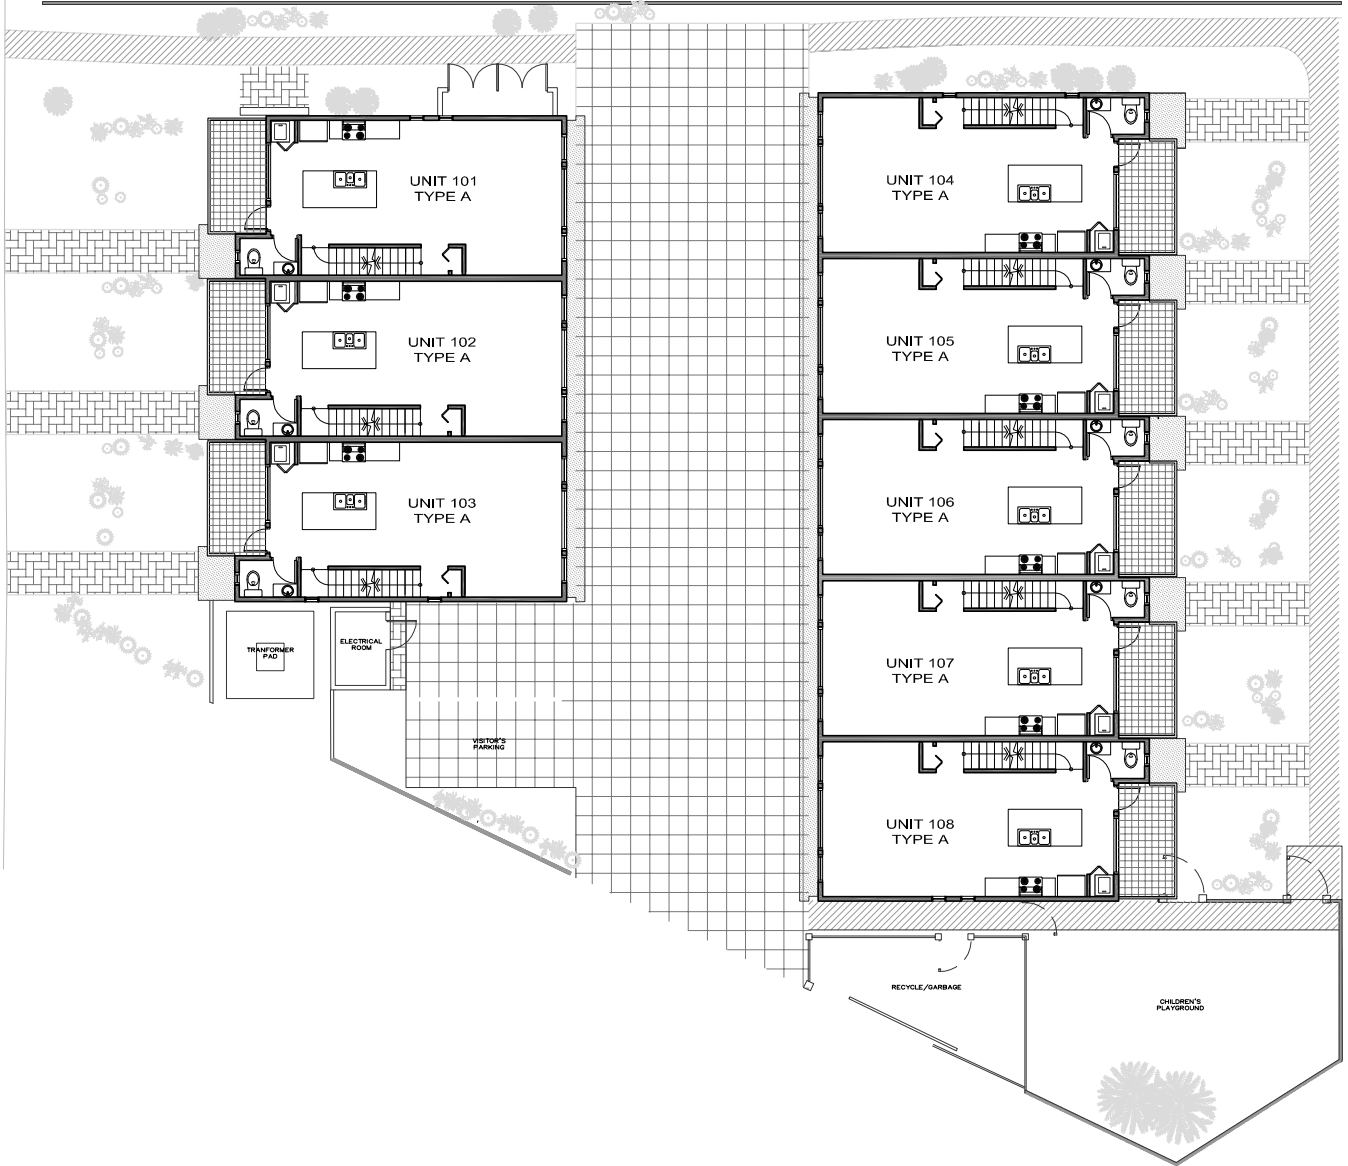 UNIT 101
TYPE A
UNIT 102
TYPE A
UNIT 103
TYPE A
TRANFORMER
PAD
ELECTRICAL
ROOM
VISITOR'S
PARKING
UNIT 104
TYPE A
UNIT 105
TYPE A
UNIT 106
TYPE A
UNIT 107
TYPE A
UNIT 108
TYPE A
RECYCLE/GARBAGE
CHILDREN'S
PLAYGROUND